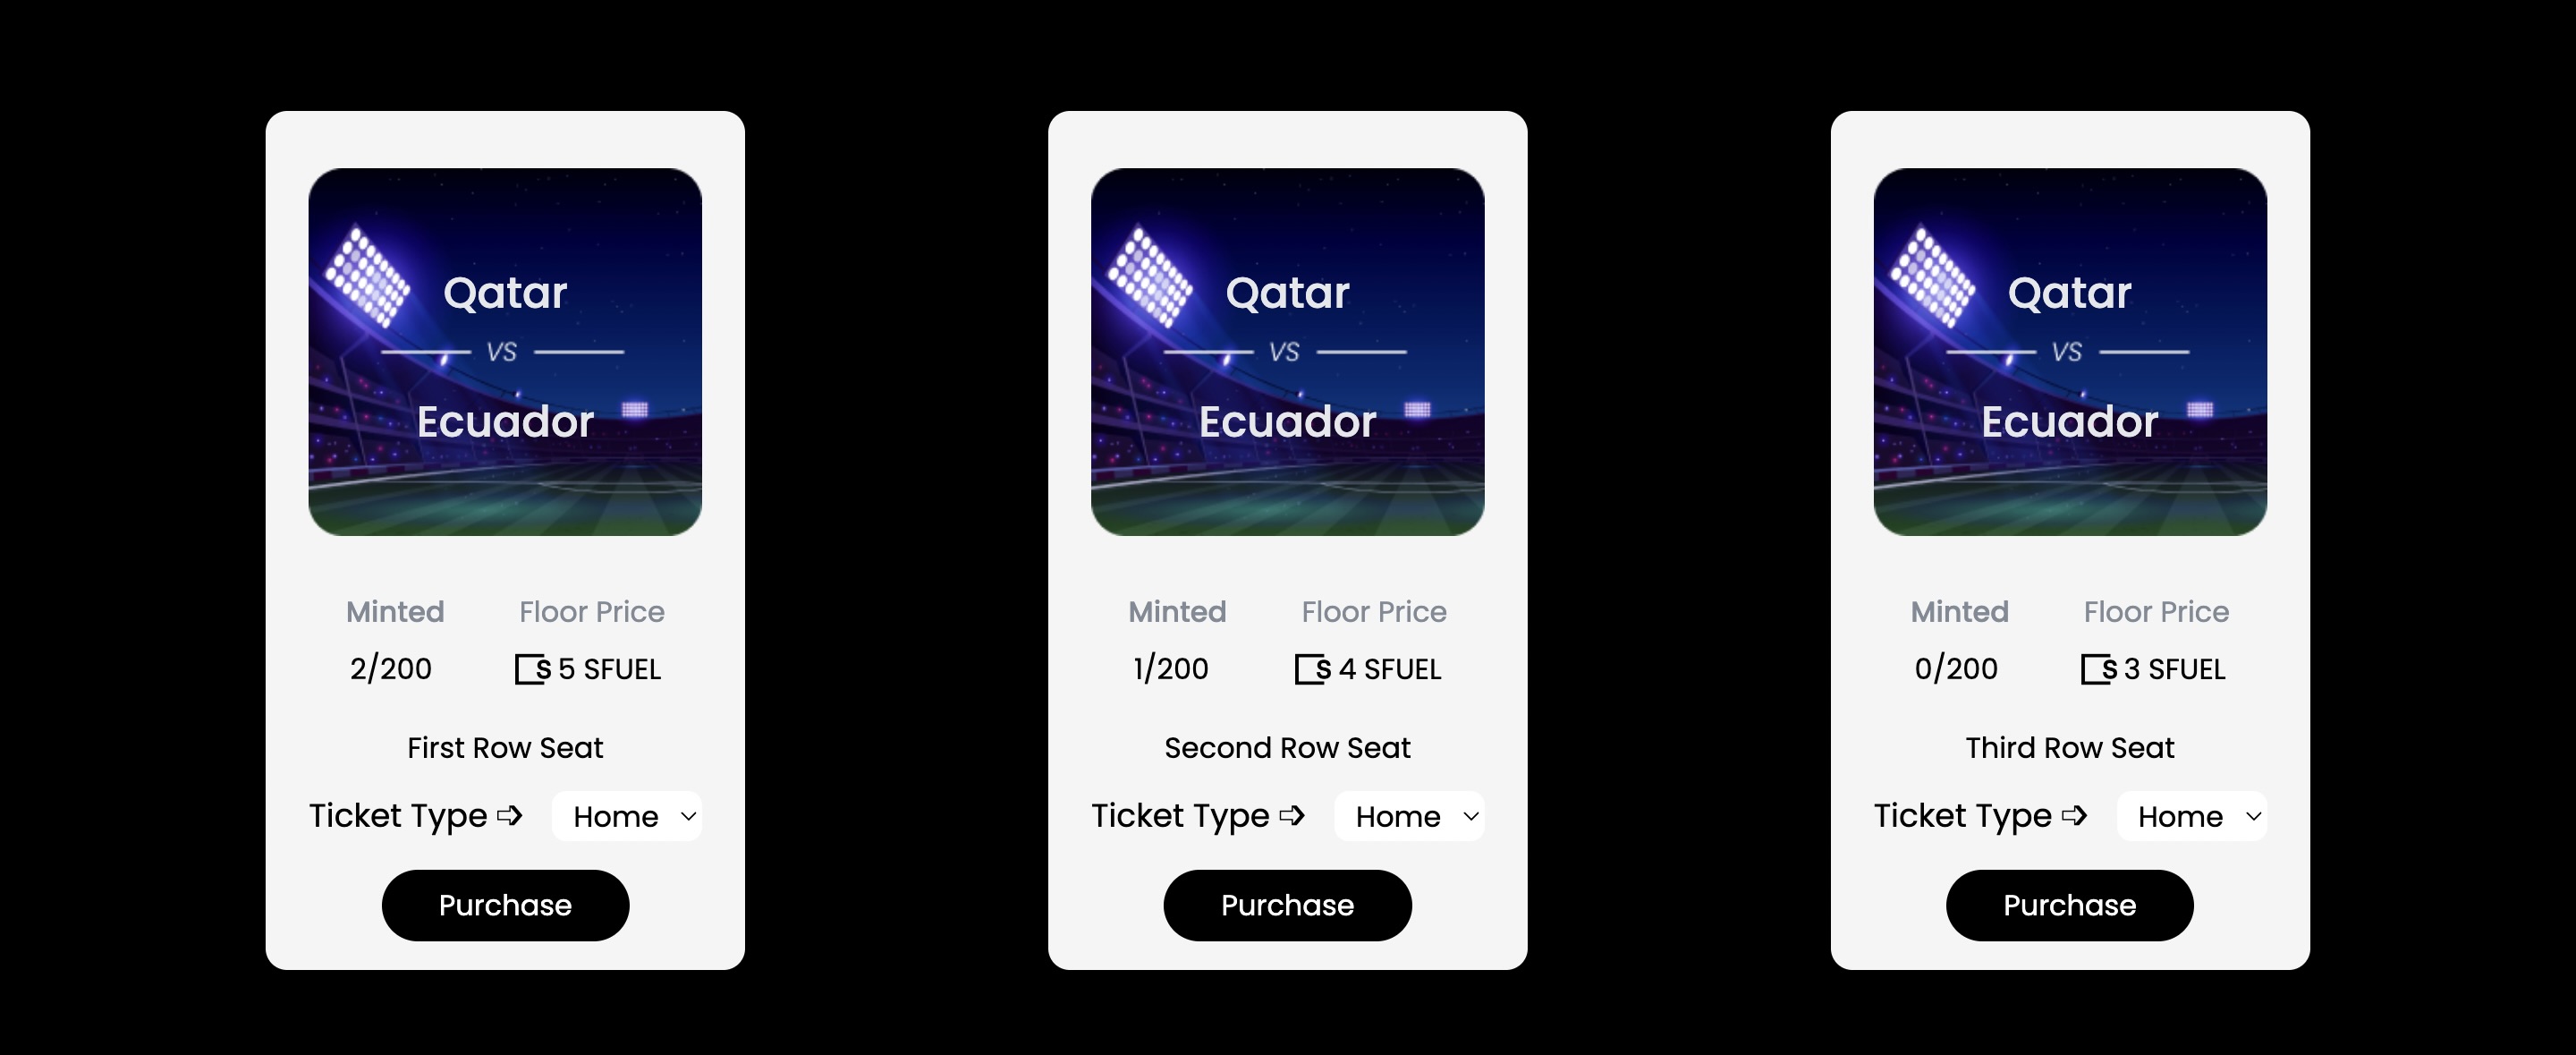 Qatar
VS
Ecuador
Minted Floor Price
2/200 S 5 SFUEL
First Row Seat
Ticket Type ➩ Home
Purchase
Qatar
VS
Ecuador
Minted Floor Price
1/200 S 4 SFUEL
Second Row Seat
Ticket Type ➩ Home
Purchase
Qatar
VS
Ecuador
Minted Floor Price
0/200 S 3 SFUEL
Third Row Seat
Ticket Type ➩ Home
Purchase